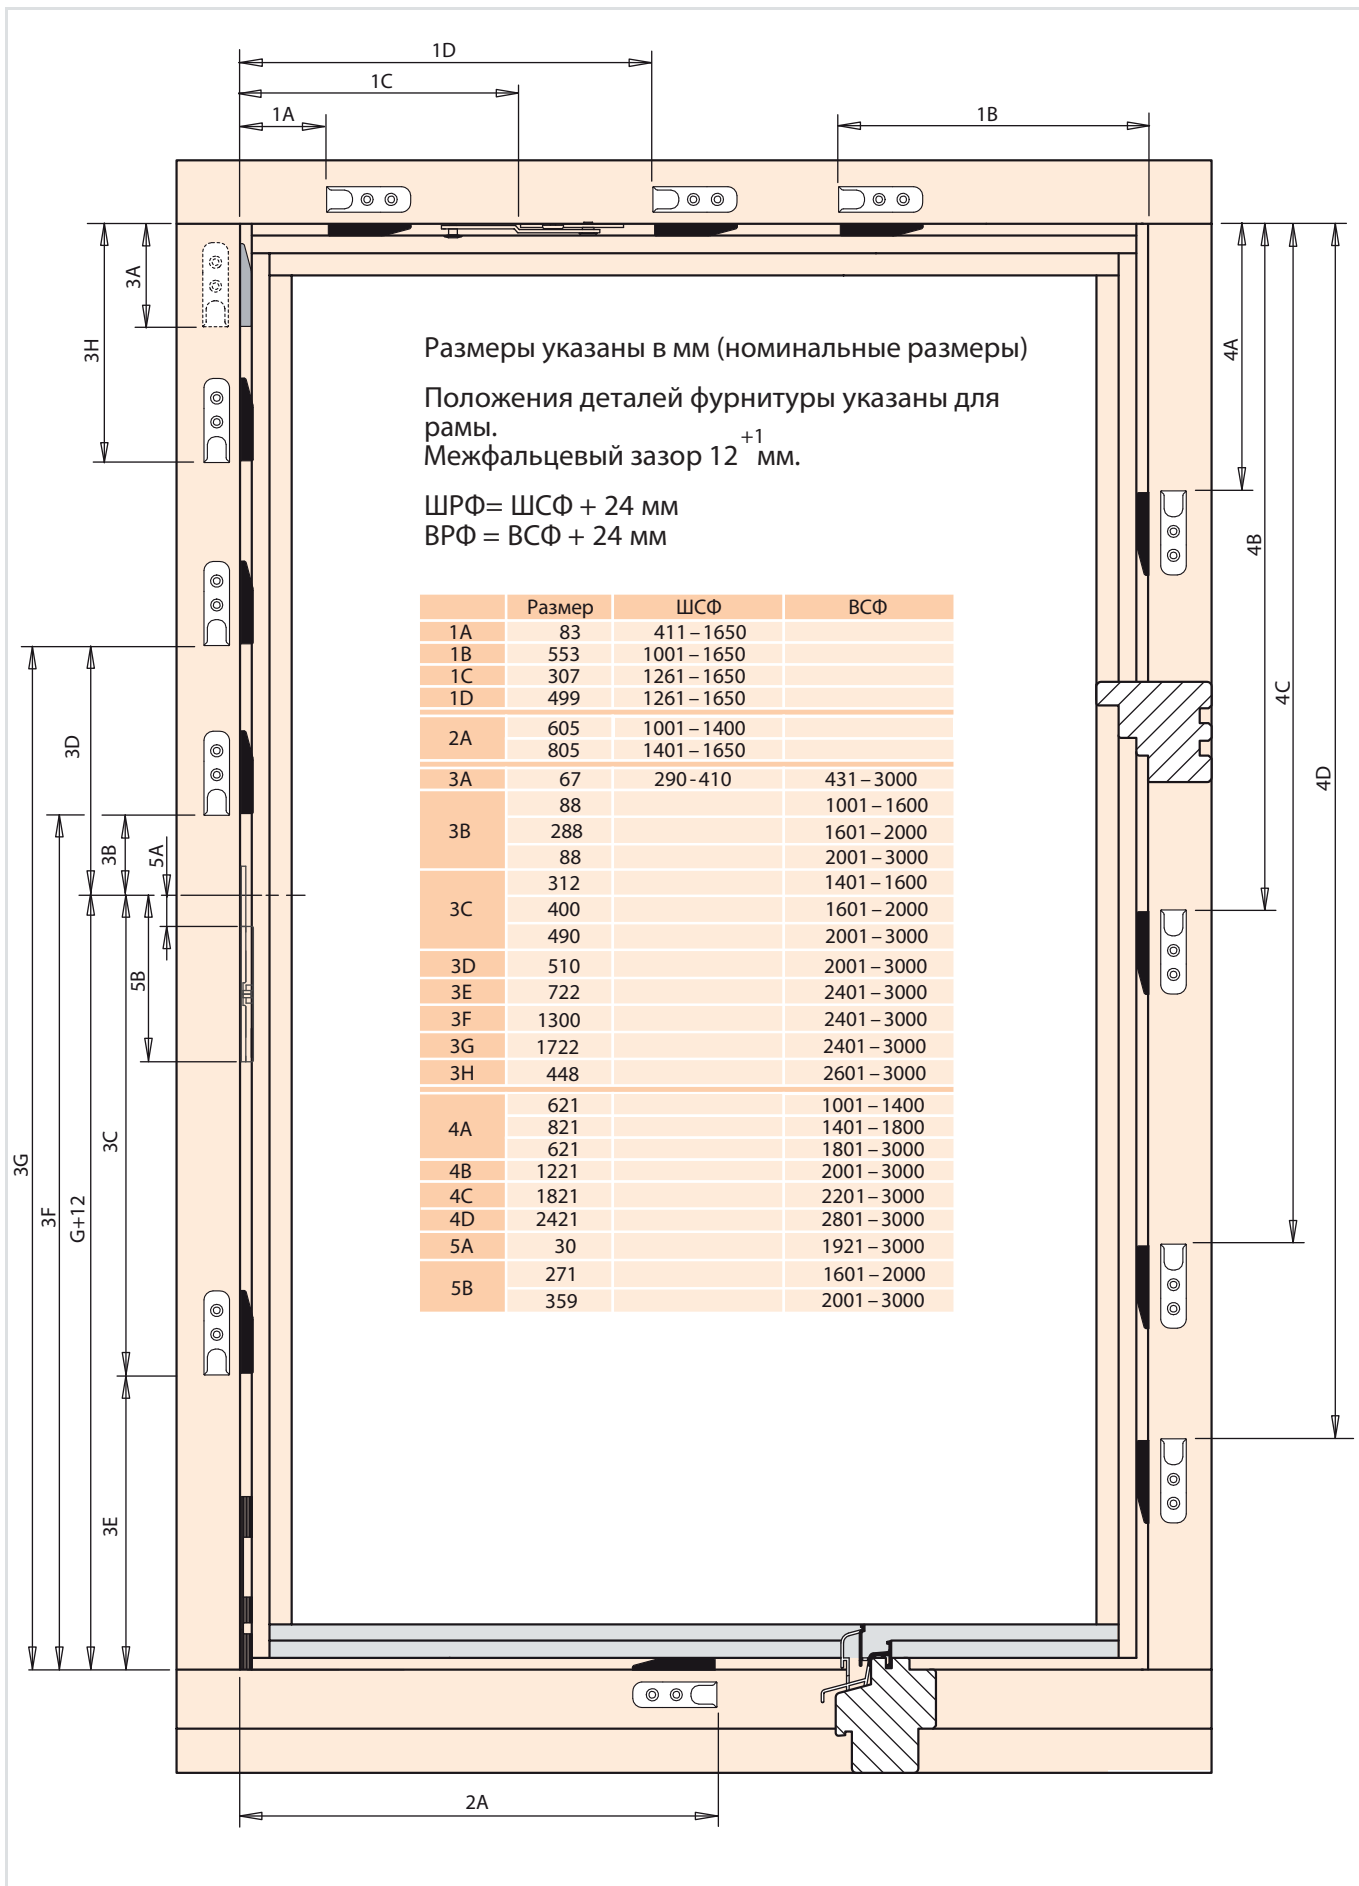 1D
1C
1A
1B
3A
3H
4A
4B
4C
4D
Размеры указаны в мм (номинальные размеры)
Положения деталей фурнитуры указаны для
рамы.
Межфальцевый зазор 12 +1 мм.
ШРФ= ШСФ + 24 мм
ВРФ = ВСФ + 24 мм
Размер ШСФ ВСФ
1A 83 411–1650
1B 553 1001–1650
1C 307 1261–1650
1D 499 1261–1650
2A 605 1001–1400
805 1401–1650
3A 67 290-410 431–3000
3B 88 1001–1600
288 1601–2000
88 2001–3000
3C 312 1401–1600
400 1601–2000
490 2001–3000
3D 510 2001–3000
3E 722 2401–3000
3F 1300 2401–3000
3G 1722 2401–3000
3H 448 2601–3000
4A 621 1001–1400
821 1401–1800
621 1801–3000
4B 1221 2001–3000
4C 1821 2201–3000
4D 2421 2801–3000
5A 30 1921–3000
5B 271 1601–2000
359 2001–3000
3D
3B
5A
5B
3C
3G
3F
G+12
3E
2A